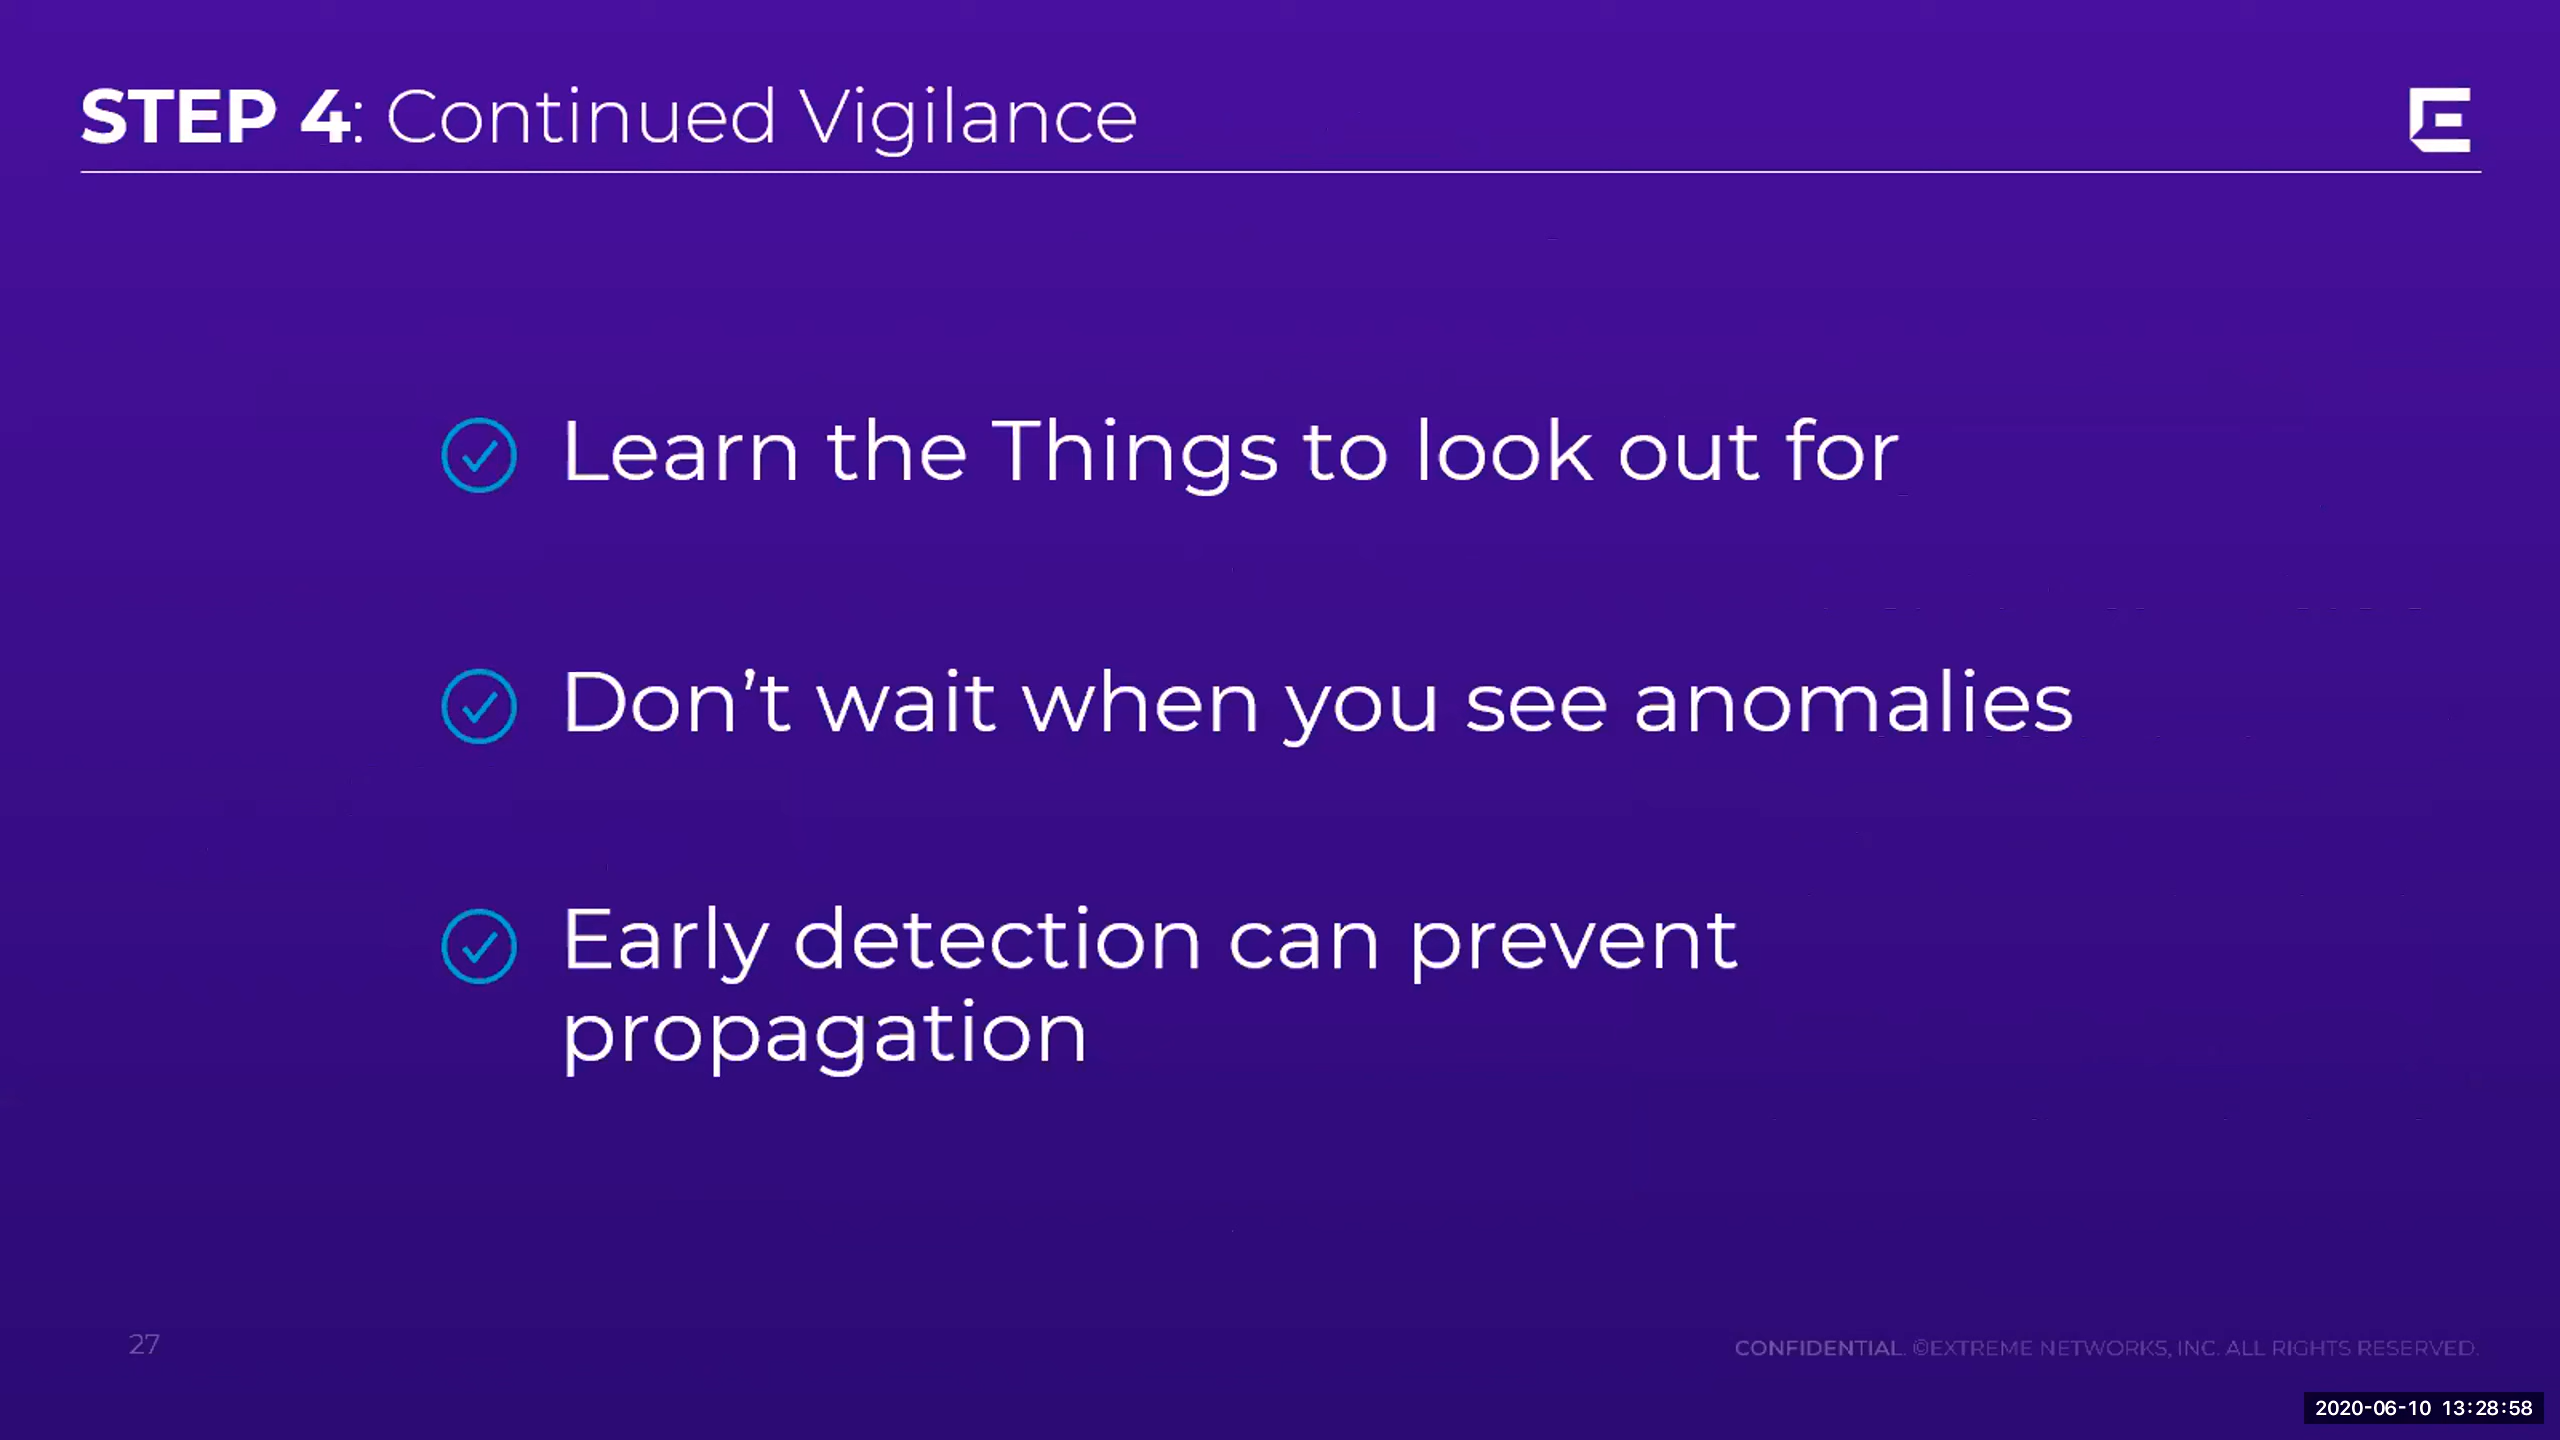 STEP 4: Continued Vigilance
Learn the Things to look out for
Don’t wait when you see anomalies
Early detection can prevent
propagation
27
CONFIDENTIAL. ©EXTREME NETWORKS, INC. ALL RIGHTS RESERVED.
2020-06-10 13:28:58